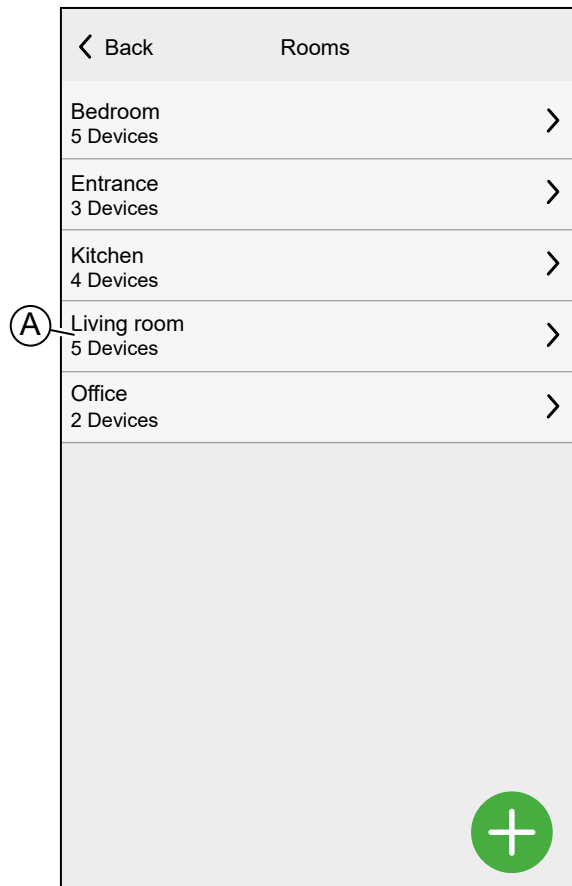 Back
Rooms
Bedroom
5 Devices
Entrance
3 Devices
Kitchen
4 Devices
A
Living room
5 Devices
Office
2 Devices